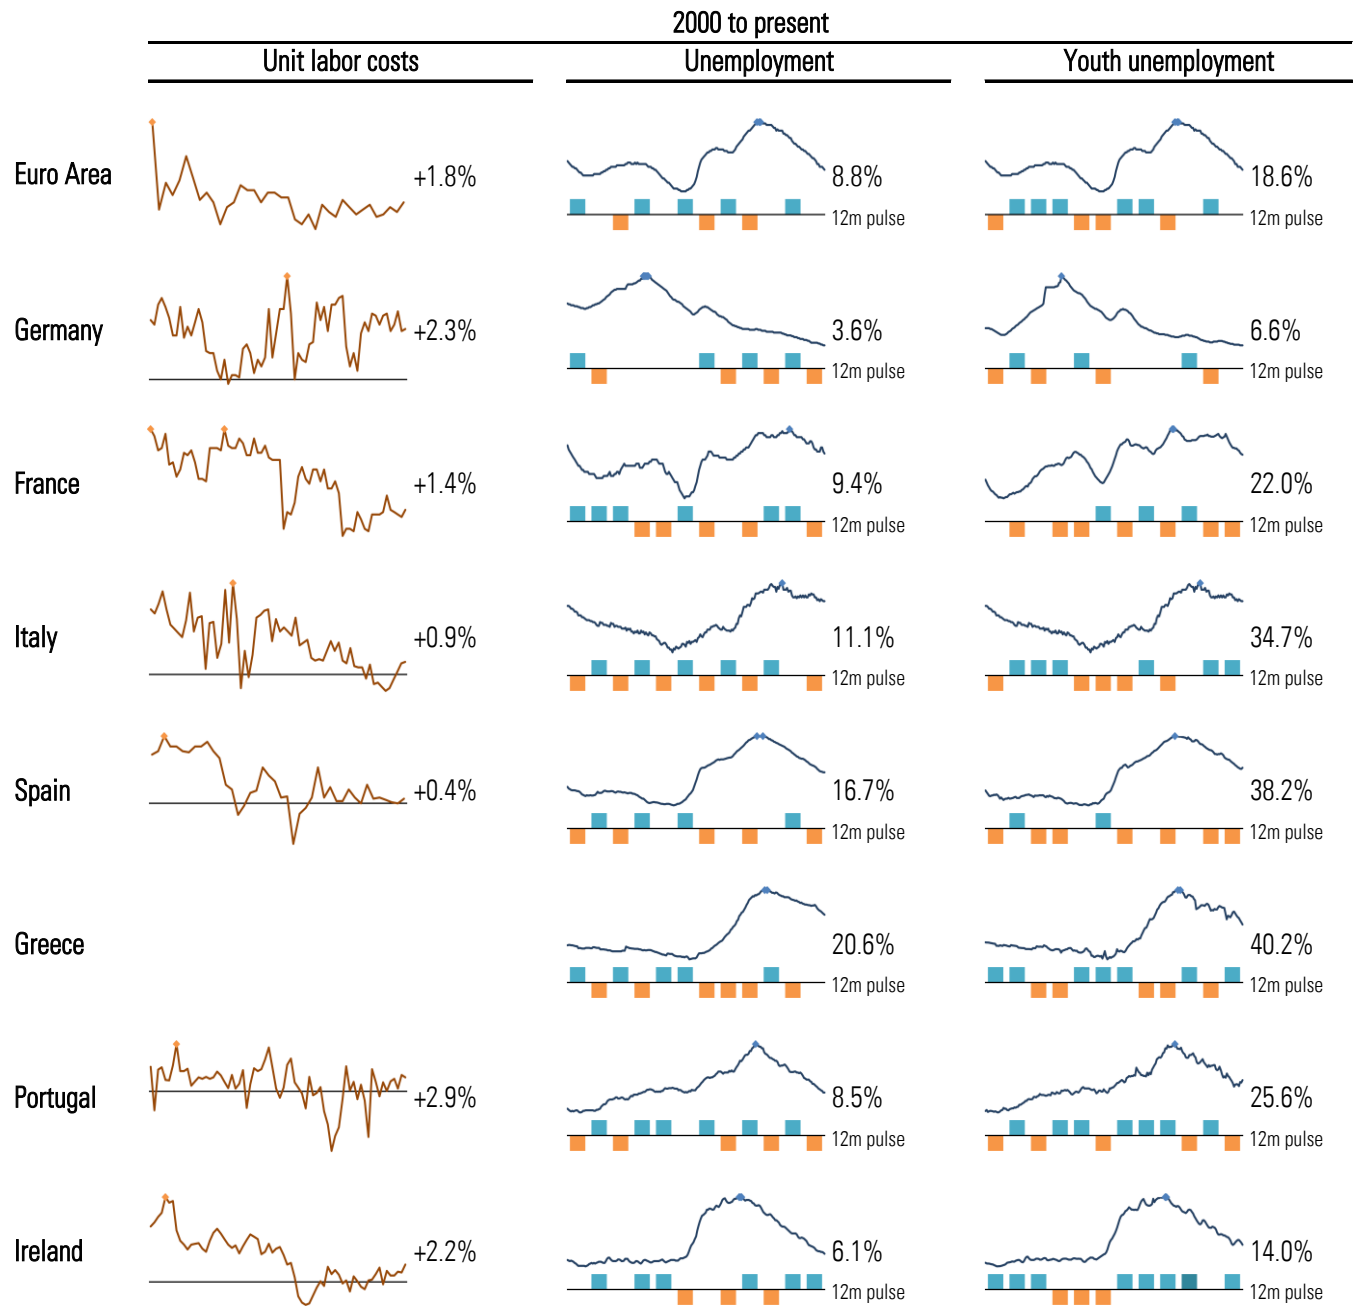 2000 to present
Unit labor costs Unemployment Youth unemployment
Euro Area +1.8% 8.8% 18.6%
12m pulse 12m pulse
Germany +2.3% 3.6% 6.6%
12m pulse 12m pulse
France +1.4% 9.4% 22.0%
12m pulse 12m pulse
Italy +0.9% 11.1% 34.7%
12m pulse 12m pulse
Spain +0.4% 16.7% 38.2%
12m pulse 12m pulse
Greece 20.6% 40.2%
12m pulse 12m pulse
Portugal +2.9% 8.5% 25.6%
12m pulse 12m pulse
Ireland +2.2% 6.1% 14.0%
12m pulse 12m pulse